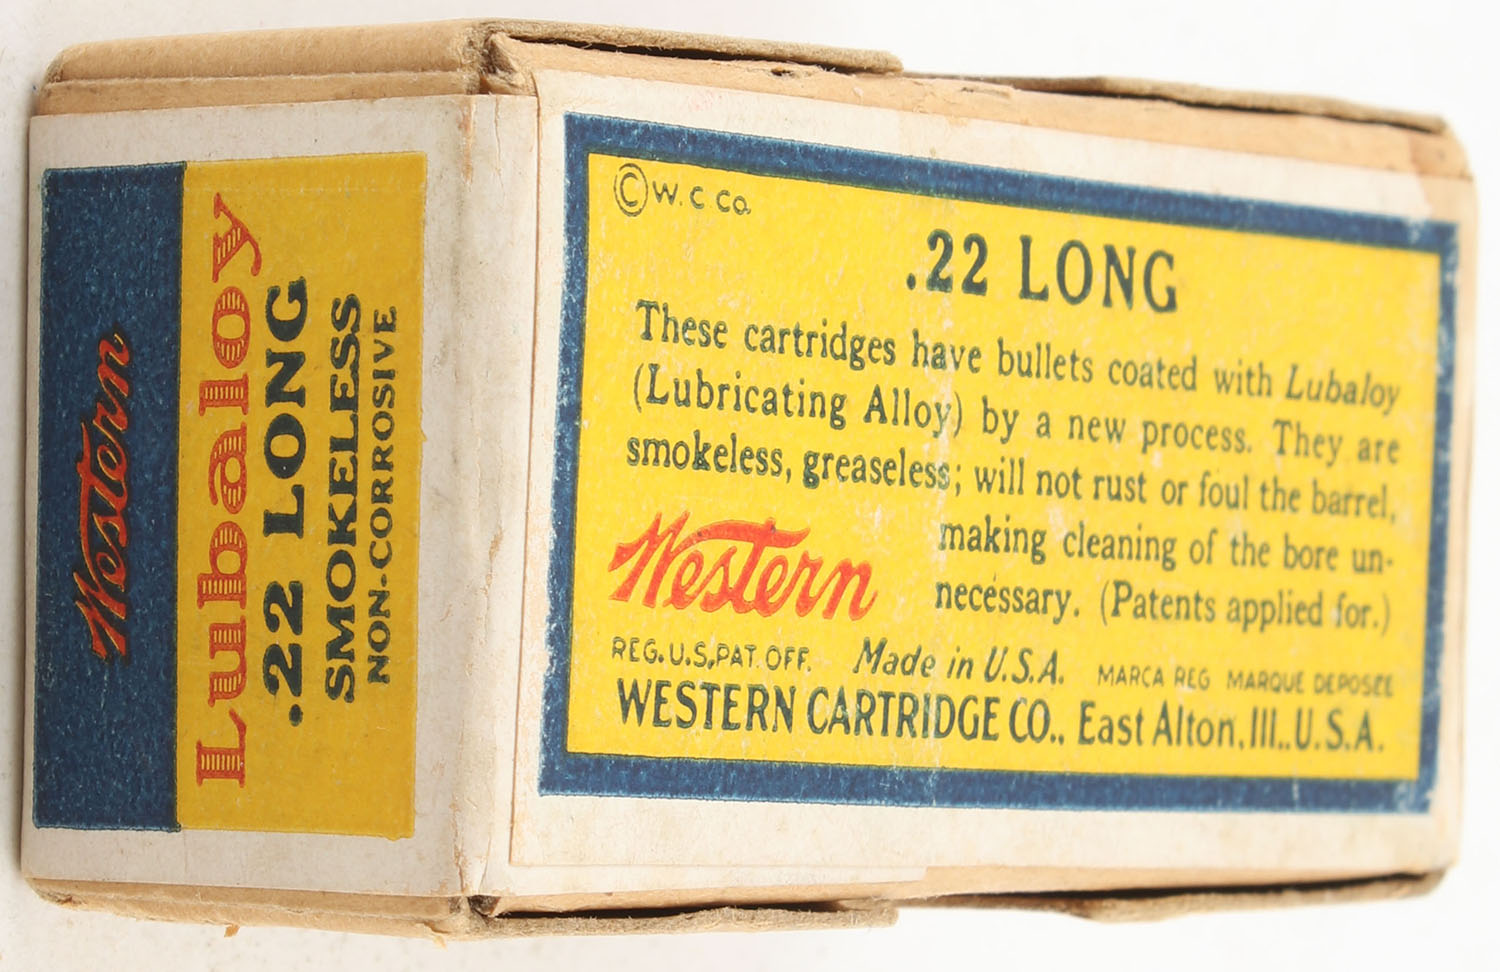 Western
Lubaloy
.22 LONG
SMOKELESS
NON-CORROSIVE
© W. C. Co.
.22 LONG
These cartridges have bullets coated with Lubaloy
(Lubricating Alloy) by a new process. They are
smokeless, greaseless; will not rust or foul the barrel,
making cleaning of the bore un-
necessary. (Patents applied for.)
Western
REG. U.S. PAT. OFF. Made in U.S.A. MARCA REG MARQUE DEPOSEE
WESTERN CARTRIDGE CO., East Alton, Ill., U.S.A.